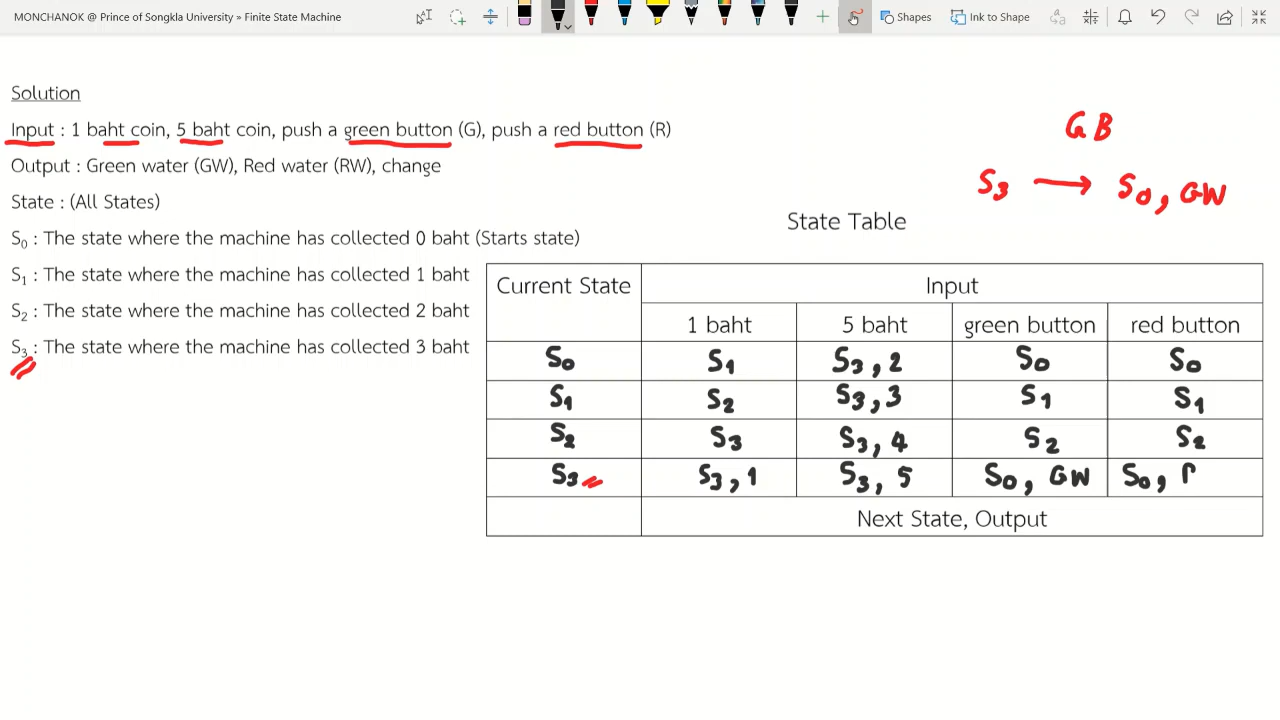 MONCHANOK @ Prince of Songkla University » Finite State Machine
Shapes
Ink to Shape
Solution
Input : 1 baht coin, 5 baht coin, push a green button (G), push a red button (R)
Output : Green water (GW), Red water (RW), change
State : (All States)
S0 : The state where the machine has collected 0 baht (Starts state)
S1 : The state where the machine has collected 1 baht
S2 : The state where the machine has collected 2 baht
S3 : The state where the machine has collected 3 baht
GB
S3 → S0, GW
State Table
Current State Input
1 baht 5 baht green button red button
S0 S1 S3, 2 S0 S0
S1 S2 S3, 3 S1 S1
S2 S3 S3, 4 S2 S2
S3 S3, 1 S3, 5 S0, GW S0,
Next State, Output